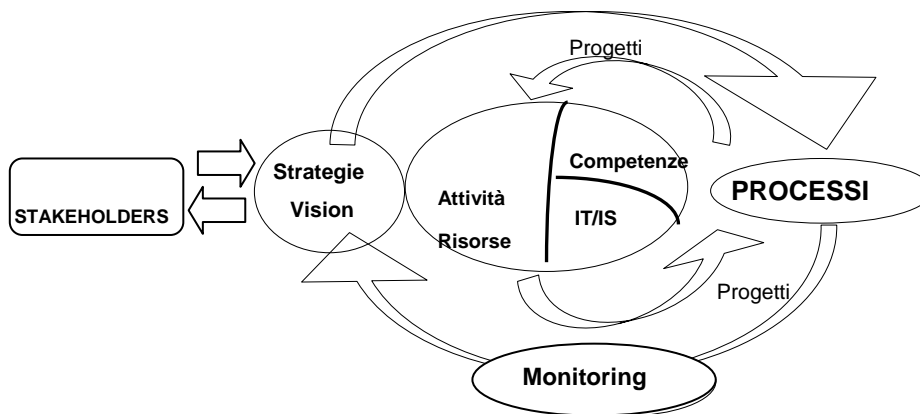 Progetti
STAKEHOLDERS
Strategie
Vision
Attività
Risorse
Competenze
IT/IS
PROCESSI
Progetti
Monitoring